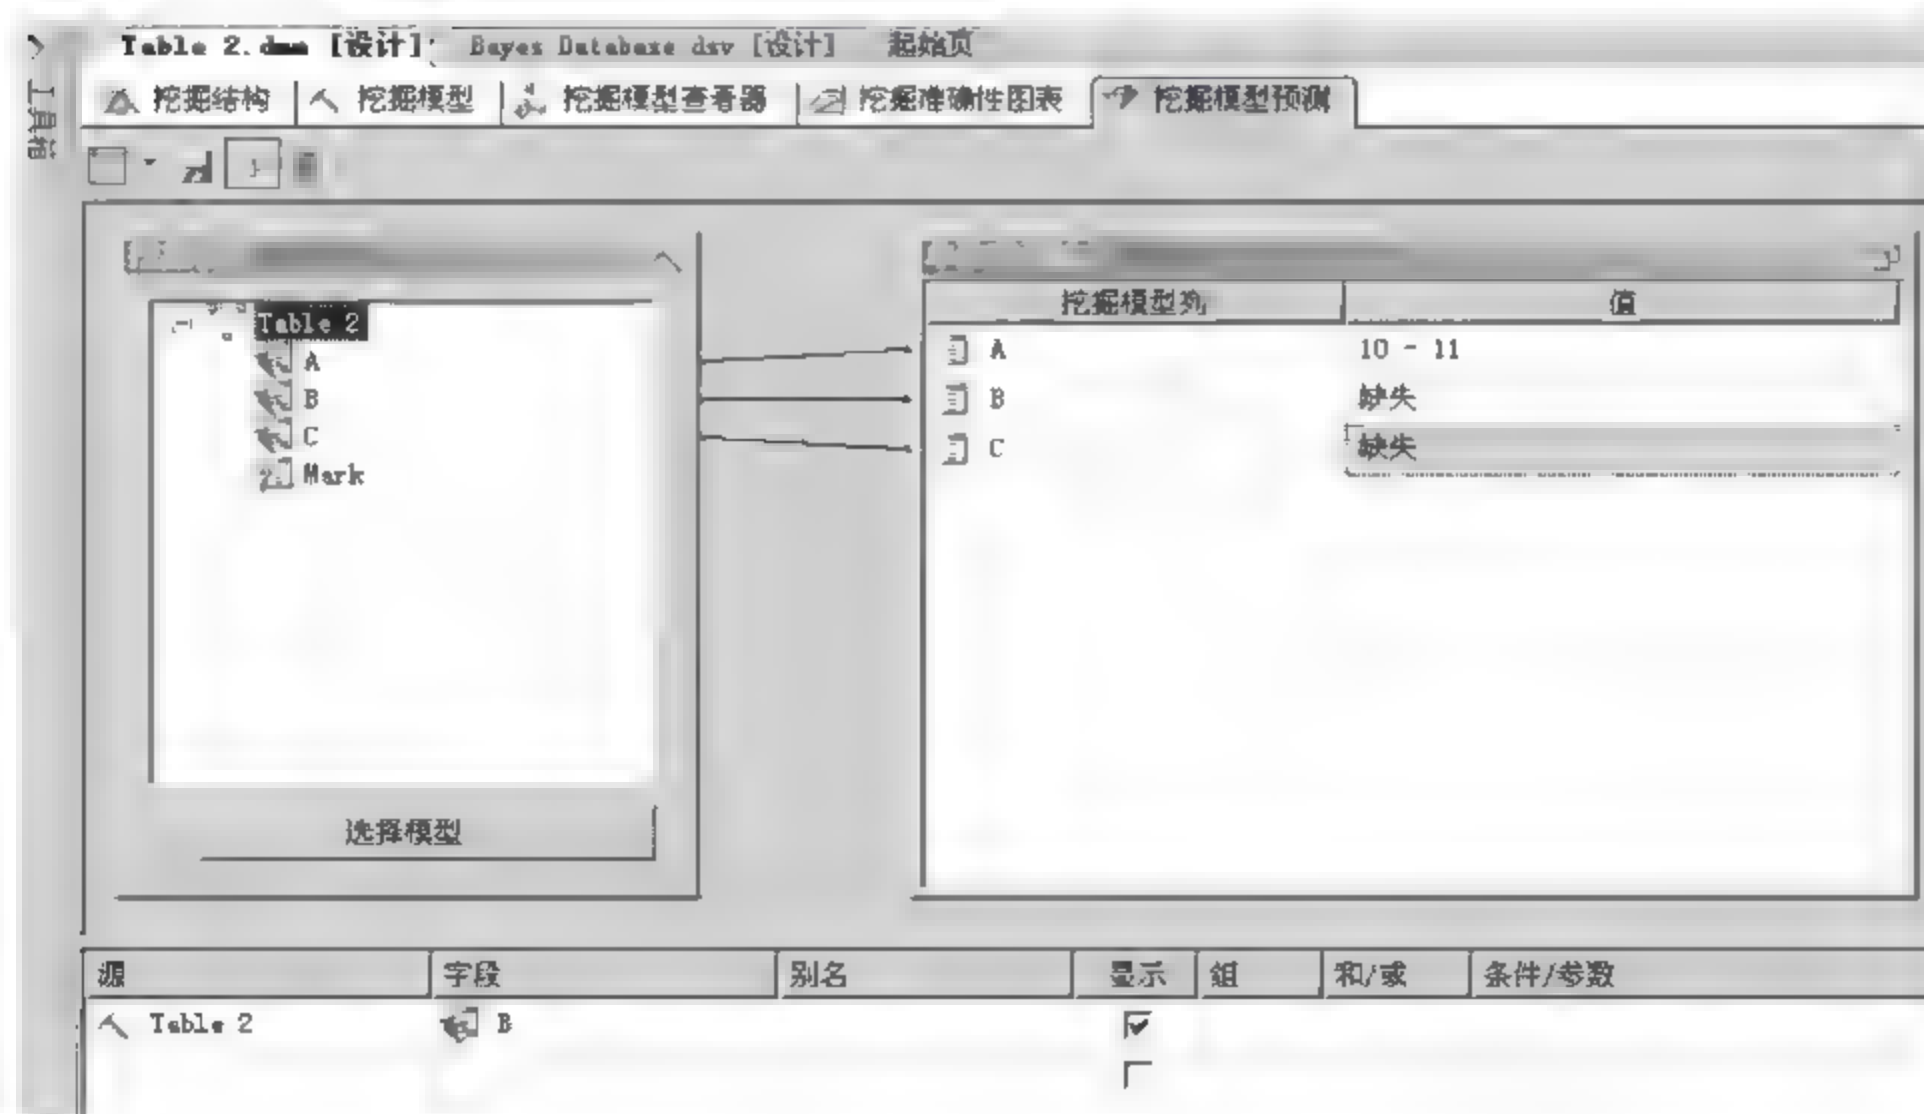 Table 2.dmm [设计] Bayes Database dsv [设计] 起始页
工具箱
挖掘结构 挖掘模型 挖掘模型查看器 挖掘准确性图表 挖掘模型预测
Table 2
A
B
C
Mark
选择模型
挖掘模型列 值
A 10 - 11
B 缺失
C 缺失
源 字段 别名 显示 组 和/或 条件/参数
Table 2 B